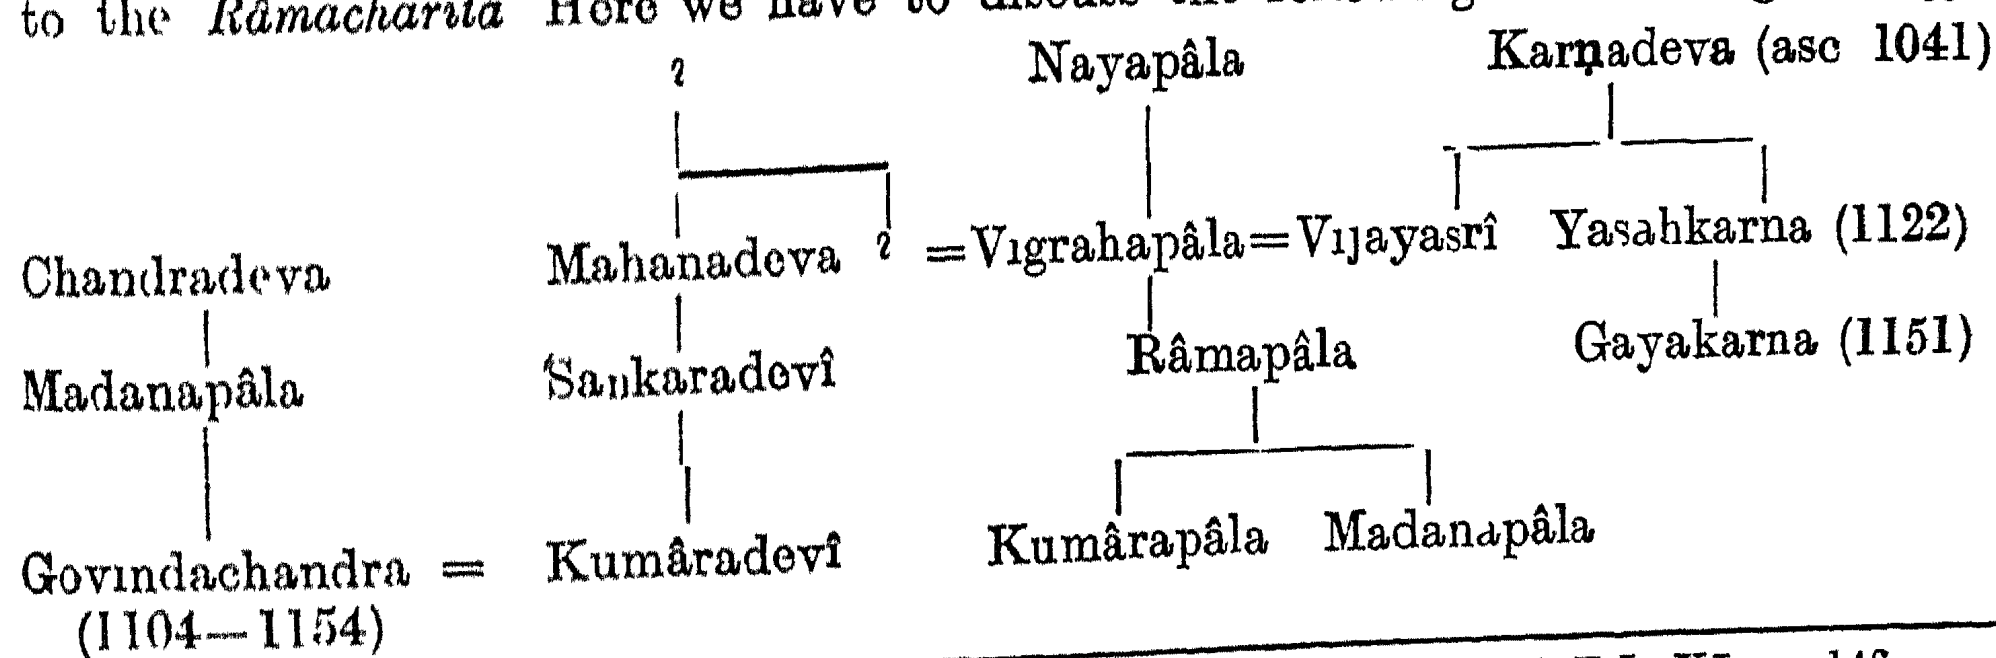 to the Râmacharita Here we have to discuss the
? Nayapâla Karṇadeva (asc 1041)
Chandradeva Mahanadeva ? =Vigrahapâla=Vijayasrî Yasahkarna (1122)
Madanapâla Sankaradevî Râmapâla Gayakarna (1151)
Govindachandra = Kumâradevî Kumârapâla Madanapâla
(1104—1154)